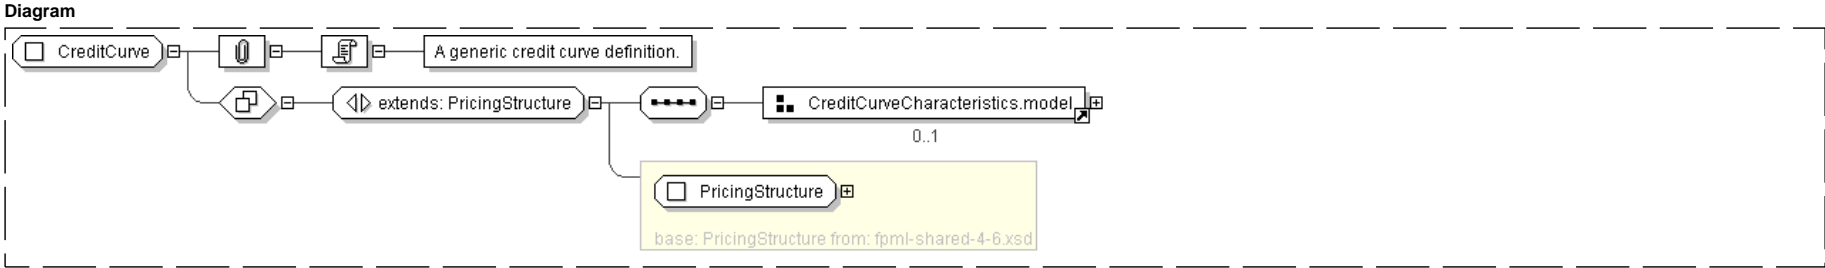 Diagram
CreditCurve
A generic credit curve definition.
extends: PricingStructure
CreditCurveCharacteristics.model
0..1
PricingStructure
base: PricingStructure from: fpml-shared-4-6.xsd